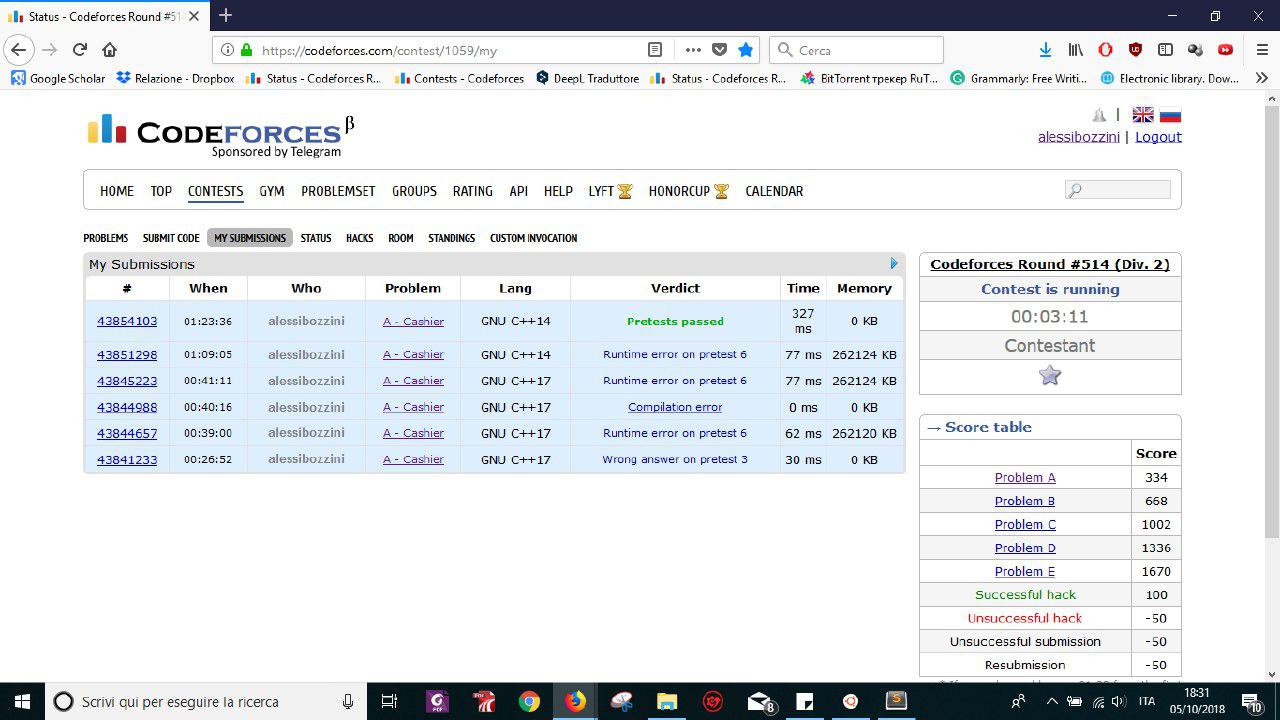 Status - Codeforces Round #514
https://codeforces.com/contest/1059/my
Cerca
Google Scholar
Relazione - Dropbox
Status - Codeforces R...
Contests - Codeforces
DeepL Traduttore
Status - Codeforces R...
BitTorrent трекер RuT...
Grammarly: Free Writi...
Electronic library. Dow...
CODEFORCES β
Sponsored by Telegram
alessibozzini | Logout
HOME TOP CONTESTS GYM PROBLEMSET GROUPS RATING API HELP LYFT HONORCUP CALENDAR
PROBLEMS SUBMIT CODE MY SUBMISSIONS STATUS HACKS ROOM STANDINGS CUSTOM INVOCATION
My Submissions
# When Who Problem Lang Verdict Time Memory
43854103 01:23:36 alessibozzini A - Cashier GNU C++14 Pretests passed 327 ms 0 KB
43851298 01:09:05 alessibozzini A - Cashier GNU C++14 Runtime error on pretest 6 77 ms 262124 KB
43845223 00:41:11 alessibozzini A - Cashier GNU C++17 Runtime error on pretest 6 77 ms 262124 KB
43844988 00:40:16 alessibozzini A - Cashier GNU C++17 Compilation error 0 ms 0 KB
43844657 00:39:00 alessibozzini A - Cashier GNU C++17 Runtime error on pretest 6 62 ms 262120 KB
43841233 00:26:52 alessibozzini A - Cashier GNU C++17 Wrong answer on pretest 3 30 ms 0 KB
Codeforces Round #514 (Div. 2)
Contest is running
00:03:11
Contestant
→ Score table
Score
Problem A 334
Problem B 668
Problem C 1002
Problem D 1336
Problem E 1670
Successful hack 100
Unsuccessful hack -50
Unsuccessful submission -50
Resubmission -50
Scrivi qui per eseguire la ricerca
8
ITA
18:31
05/10/2018
10